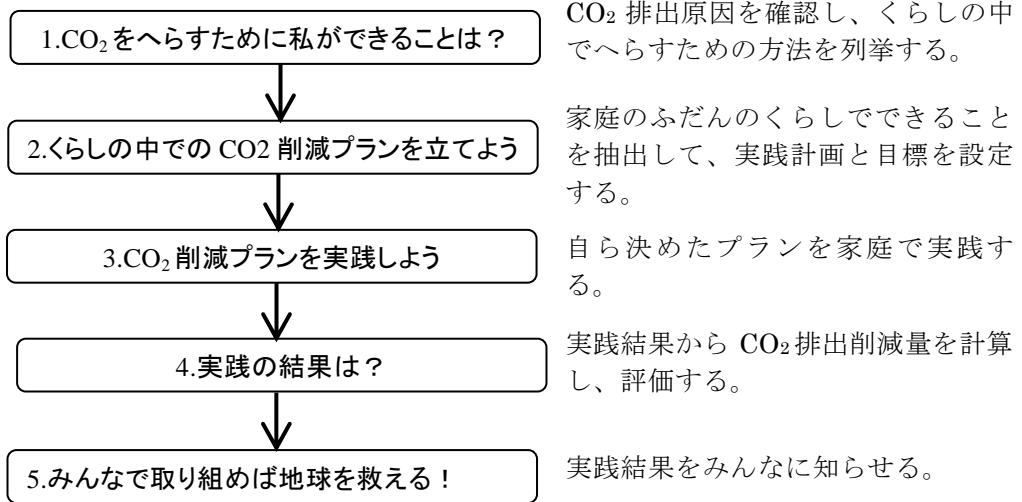 1.CO₂をへらすために私ができることは？
CO₂ 排出原因を確認し、くらしの中
でへらすための方法を列挙する。
2.くらしの中での CO2 削減プランを立てよう
家庭のふだんのくらしでできること
を抽出して、実践計画と目標を設定
する。
3.CO₂削減プランを実践しよう
自ら決めたプランを家庭で実践す
る。
4.実践の結果は？
実践結果から CO₂排出削減量を計算
し、評価する。
5.みんなで取り組めば地球を救える！
実践結果をみんなに知らせる。